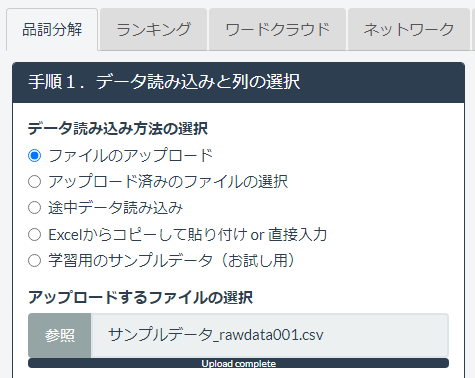 品詞分解 ランキング ワードクラウド ネットワーク
手順１．データ読み込みと列の選択
データ読み込み方法の選択
ファイルのアップロード
アップロード済みのファイルの選択
途中データ読み込み
Excelからコピーして貼り付け or 直接入力
学習用のサンプルデータ（お試し用）
アップロードするファイルの選択
参照 サンプルデータ_rawdata001.csv
Upload complete